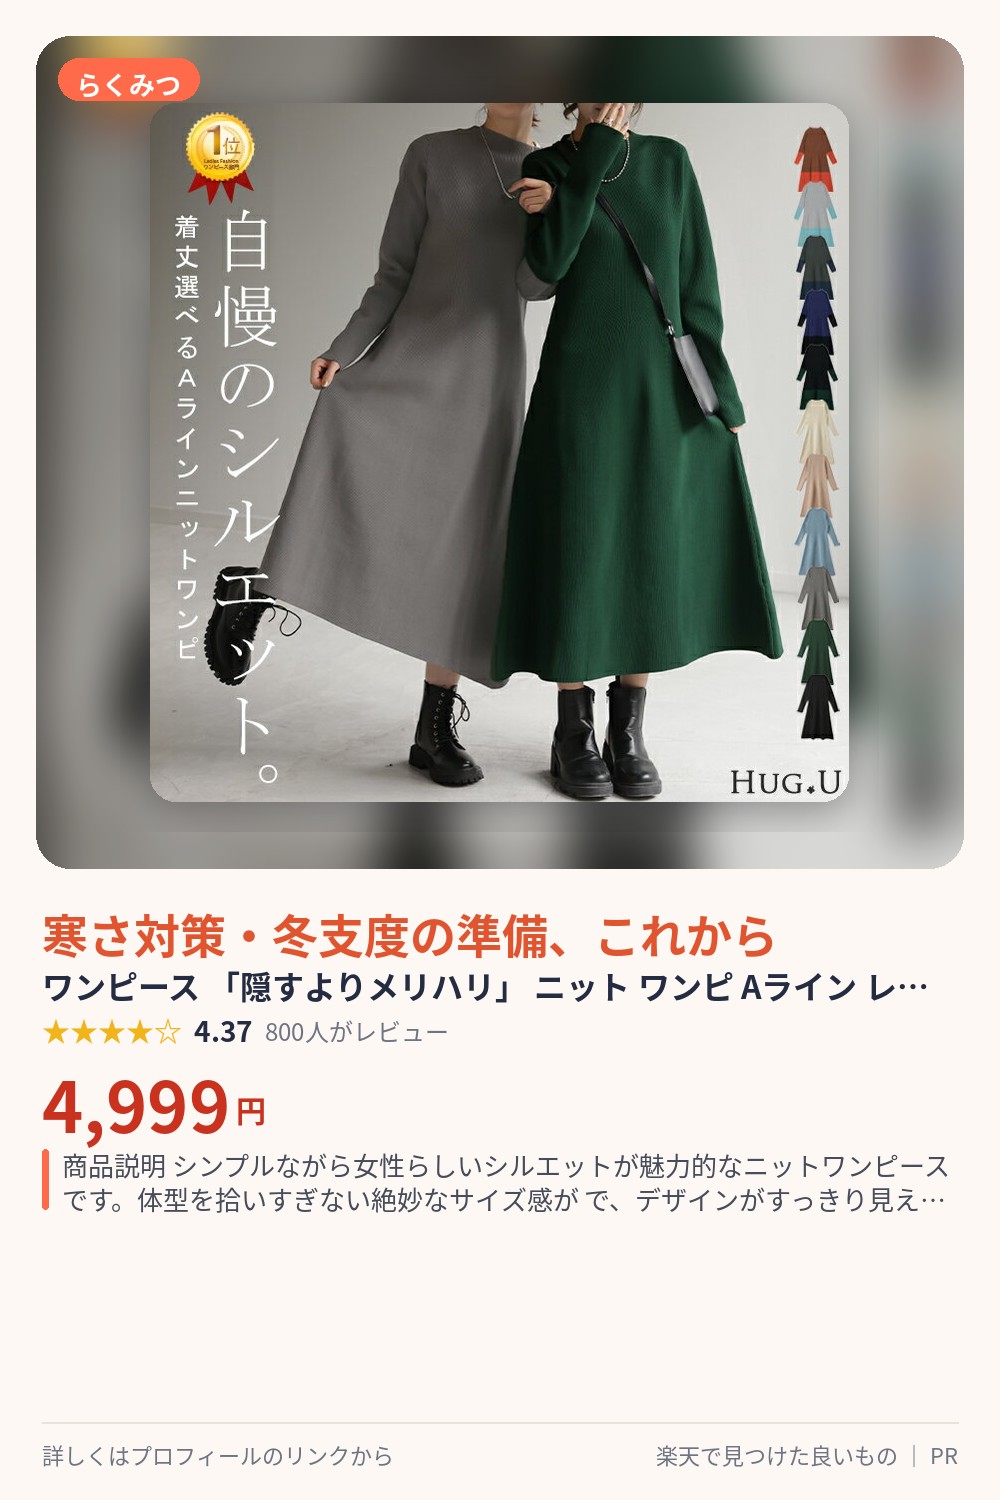 らくみつ
1位
Ladies Fashion
ワンピース部門
自慢のシルエット。
着丈選べるAラインニットワンピ
HUG.U
寒さ対策・冬支度の準備、これから
ワンピース 「隠すよりメリハリ」 ニット ワンピ Aライン レ…
★★★★☆ 4.37 800人がレビュー
4,999円
商品説明 シンプルながら女性らしいシルエットが魅力的なニットワンピース
です。体型を拾いすぎない絶妙なサイズ感が で、デザインがすっきり見え…
詳しくはプロフィールのリンクから
楽天で見つけた良いもの ｜ PR